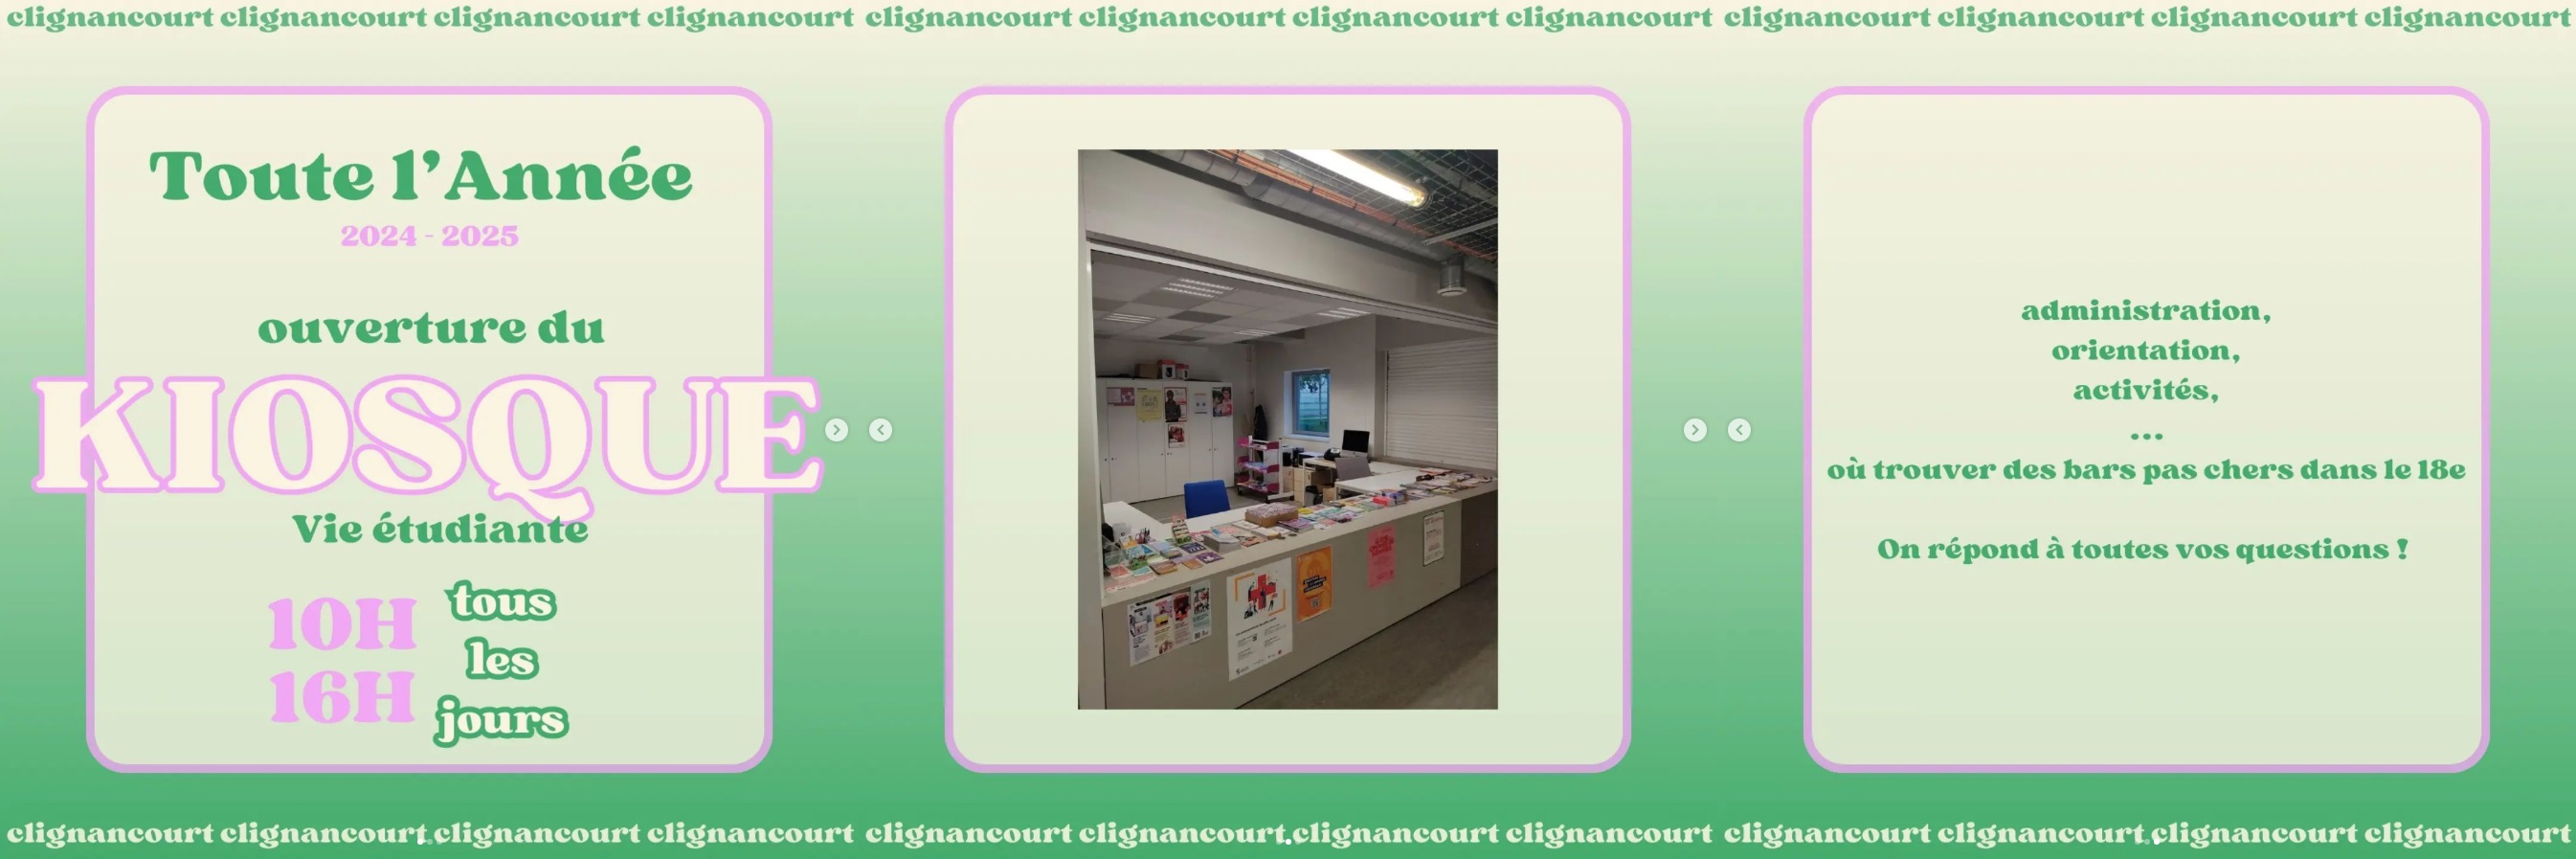 clignancourt clignancourt clignancourt clignancourt clignancourt clignancourt clignancourt clignancourt clignancourt clignancourt clignancourt clignancourt
Toute l'Année
2024 - 2025
ouverture du
KIOSQUE
Vie étudiante
10H
16H
tous
les
jours
administration,
orientation,
activités,
...
où trouver des bars pas chers dans le 18e
On répond à toutes vos questions !
clignancourt clignancourt clignancourt clignancourt clignancourt clignancourt clignancourt clignancourt clignancourt clignancourt clignancourt clignancourt